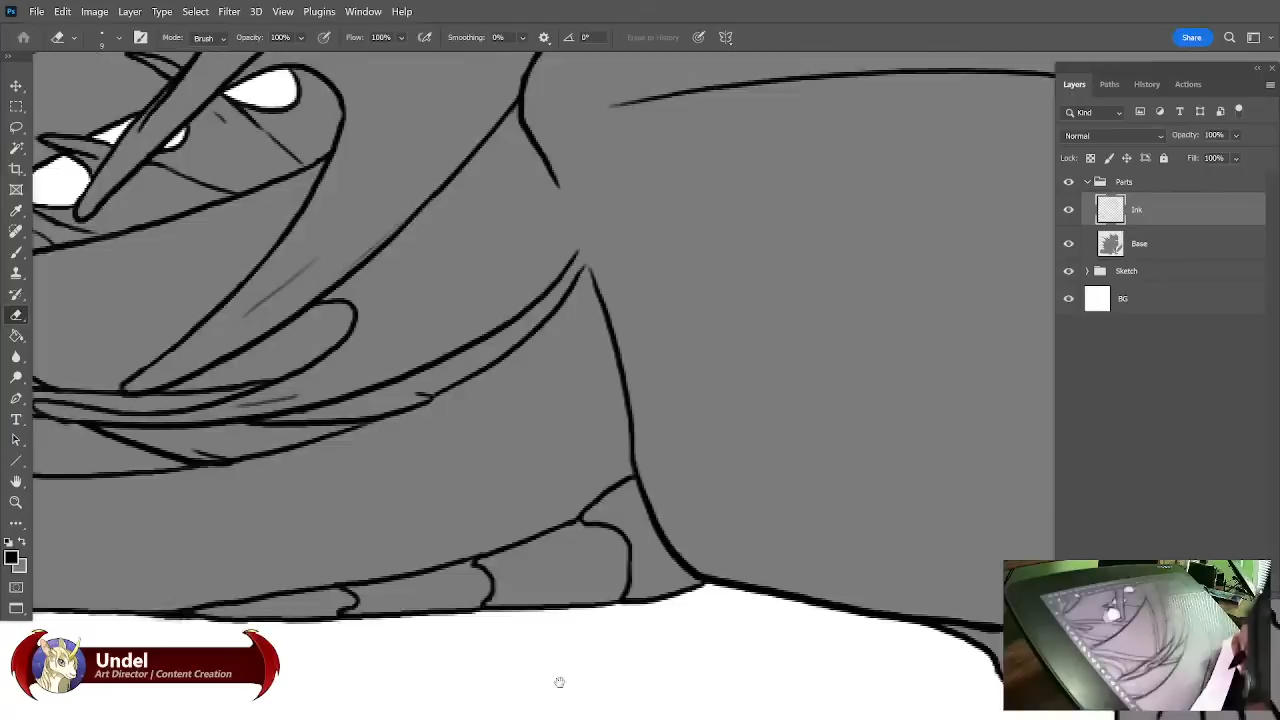 Ps File Edit Image Layer Type Select Filter 3D View Plugins Window Help
9 Mode: Brush Opacity: 100% Flow: 100% Smoothing: 0% 0° Erase to History Share
Layers Paths History Actions
Kind
Normal Opacity: 100%
Lock: Fill: 100%
Parts
Ink
Base
Sketch
BG
Undel
Art Director | Content Creation